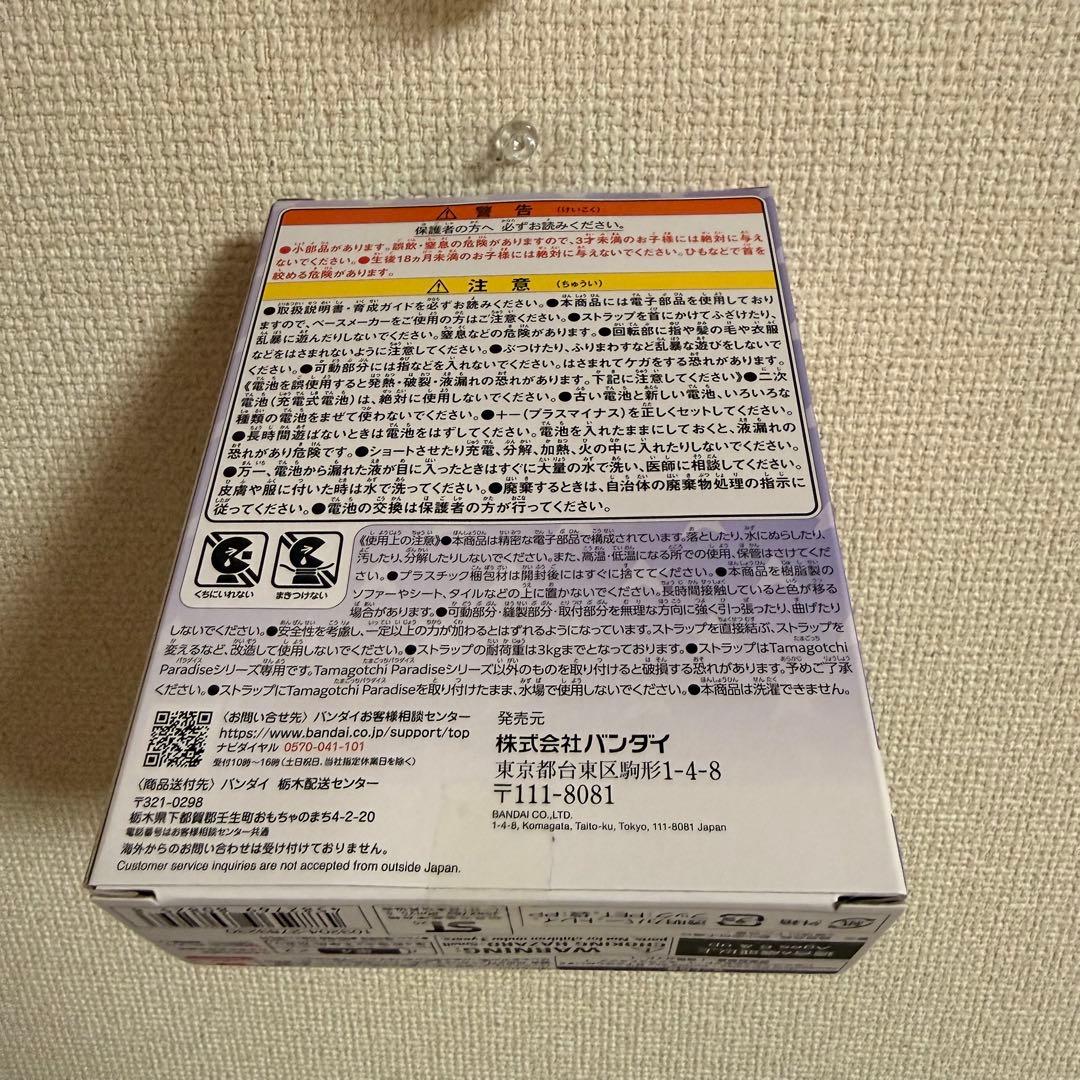 ⚠ 警告 (けいこく)
保護者の方へ 必ずお読みください。
●小部品があります。誤飲・窒息の危険がありますので、3才未満のお子様には絶対に与え
ないでください。●生後18ヵ月未満のお子様には絶対に与えないでください。ひもなどで首を
絞める危険があります。
⚠ 注意 (ちゅうい)
●取扱説明書・育成ガイドを必ずお読みください。●本商品には電子部品を使用しており
ますので、ペースメーカーをご使用の方はご注意ください。●ストラップを首にかけてふざけたり、
乱暴に遊んだりしないでください。窒息などの危険があります。●回転部に指や髪の毛や衣服
などをはさまれないように注意してください。●ぶつけたり、ふりまわすなど乱暴な遊びをしないで
ください。●可動部分には指などを入れないでください。はさまれてケガをする恐れがあります。
《電池を誤使用すると発熱・破裂・液漏れの恐れがあります。下記に注意してください》●二次
電池(充電式電池)は、絶対に使用しないでください。●古い電池と新しい電池、いろいろな
種類の電池をまぜて使わないでください。●+-(プラスマイナス)を正しくセットしてください。
●長時間遊ばないときは電池をはずしてください。電池を入れたままにしておくと、液漏れの
恐れがあり危険です。●ショートさせたり充電、分解、加熱、火の中に入れたりしないでください。
●万一、電池から漏れた液が目に入ったときはすぐに大量の水で洗い、医師に相談してください。
皮膚や服に付いた時は水で洗ってください。●廃棄するときは、自治体の廃棄物処理の指示に
従ってください。●電池の交換は保護者の方が行ってください。
くちにいれない
まきつけない
《使用上の注意》●本商品は精密な電子部品で構成されています。落としたり、水にぬらしたり、
汚したり、分解したりしないでください。また、高温・低温になる所での使用、保管はさけてくだ
さい。●プラスチック梱包材は開封後にはすぐに捨ててください。●本商品を樹脂製の
ソファーやシート、タイルなどの上に置かないでください。長時間接触していると色が移る
場合があります。●可動部分・縫製部分・取付部分を無理な方向に強く引っ張ったり、曲げたり
しないでください。●安全性を考慮し、一定以上の力が加わるとはずれるようになっています。ストラップを直接結ぶ、ストラップを
変えるなど、改造して使用しないでください。●ストラップの耐荷重は3kgまでとなっております。●ストラップはTamagotchi
Paradiseシリーズ専用です。Tamagotchi Paradiseシリーズ以外のものを取り付けると破損する恐れがあります。予めご了承
ください。●ストラップにTamagotchi Paradiseを取り付けたまま、水場で使用しないでください。●本商品は洗濯できません。
〈お問い合せ先〉バンダイお客様相談センター
https://www.bandai.co.jp/support/top
ナビダイヤル 0570-041-101
受付10時〜16時(土日祝日、当社指定休業日を除く)
〈商品送付先〉バンダイ 栃木配送センター
〒321-0298
栃木県下都賀郡壬生町おもちゃのまち4-2-20
電話番号はお客様相談センター共通
海外からのお問い合わせは受け付けておりません。
Customer service inquiries are not accepted from outside Japan.
発売元
株式会社バンダイ
東京都台東区駒形1-4-8
〒111-8081
BANDAI CO.,LTD.
1-4-8, Komagata, Taito-ku, Tokyo, 111-8081 Japan
ST
WARNING
CHOKING HAZARD
Ages 6 & up